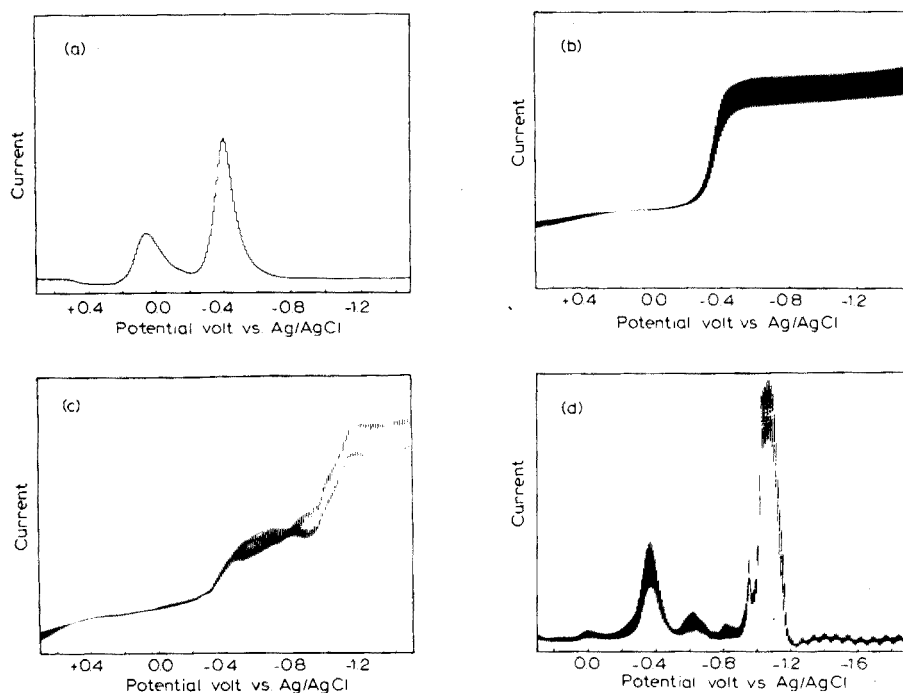 (a)
Current
+0.4 0.0 -0.4 -0.8 -1.2
Potential volt vs Ag/AgCl
(b)
Current
+0.4 0.0 -0.4 -0.8 -1.2
Potential volt vs Ag/AgCl
(c)
Current
+0.4 0.0 -0.4 -0.8 -1.2
Potential volt vs Ag/AgCl
(d)
Current
0.0 -0.4 -0.8 -1.2 -1.6
Potential volt vs Ag/AgCl